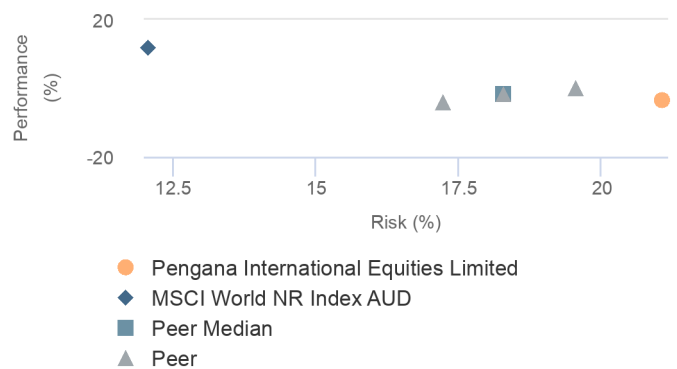 20
Performance
(%)
-20
12.5 15 17.5 20
Risk (%)
Pengana International Equities Limited
MSCI World NR Index AUD
Peer Median
Peer